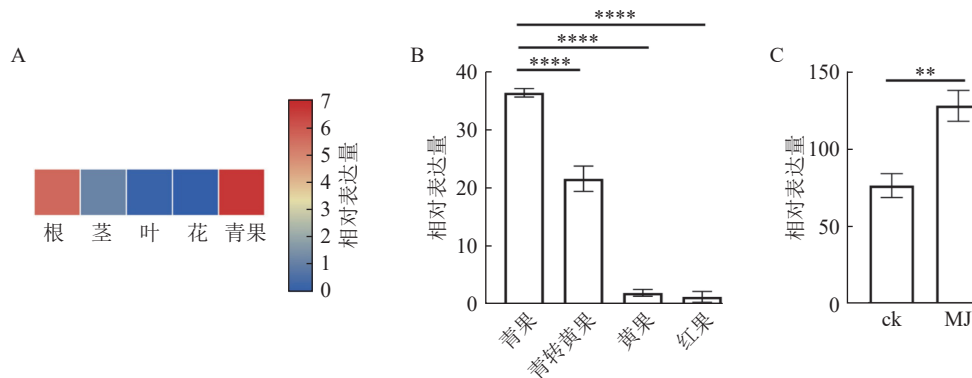 A
根 茎 叶 花 青果
7
6
5
4
3
2
1
0
相对表达量
B
****
****
****
40
30
20
10
0
相对表达量
青果 青转黄果 黄果 红果
C
**
150
100
50
0
相对表达量
ck MJ